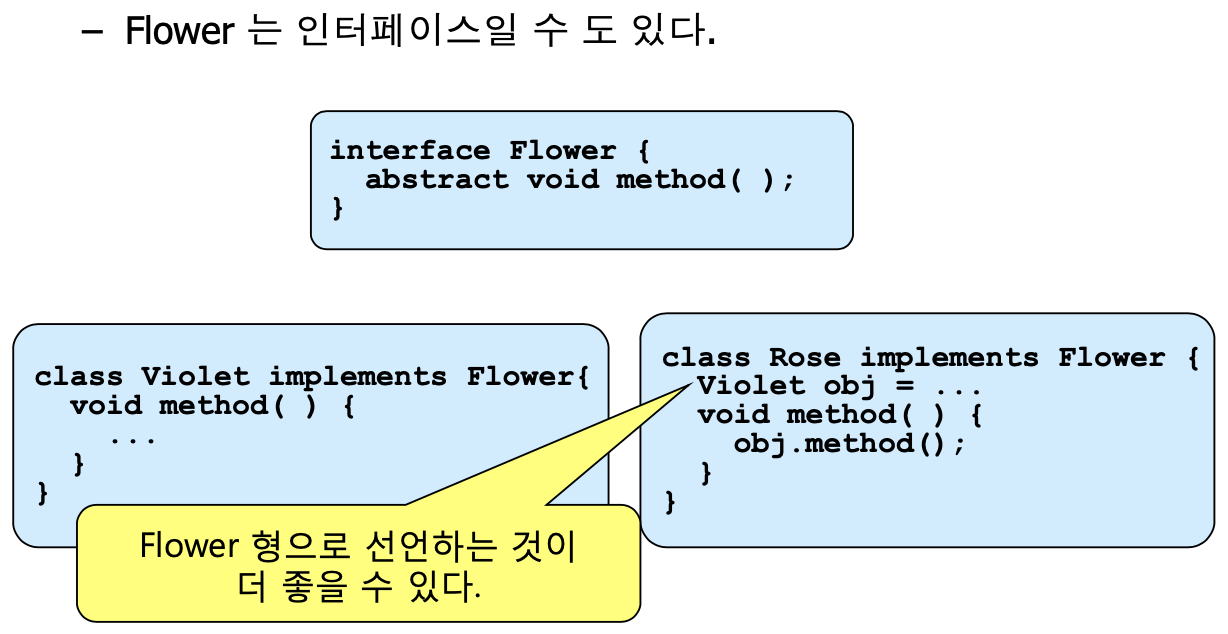 – Flower 는 인터페이스일 수 도 있다.
interface Flower {
  abstract void method( );
}
class Violet implements Flower{
  void method( ) {
    ...
  }
}
class Rose implements Flower {
  Violet obj = ...
  void method( ) {
    obj.method();
  }
}
Flower 형으로 선언하는 것이
더 좋을 수 있다.